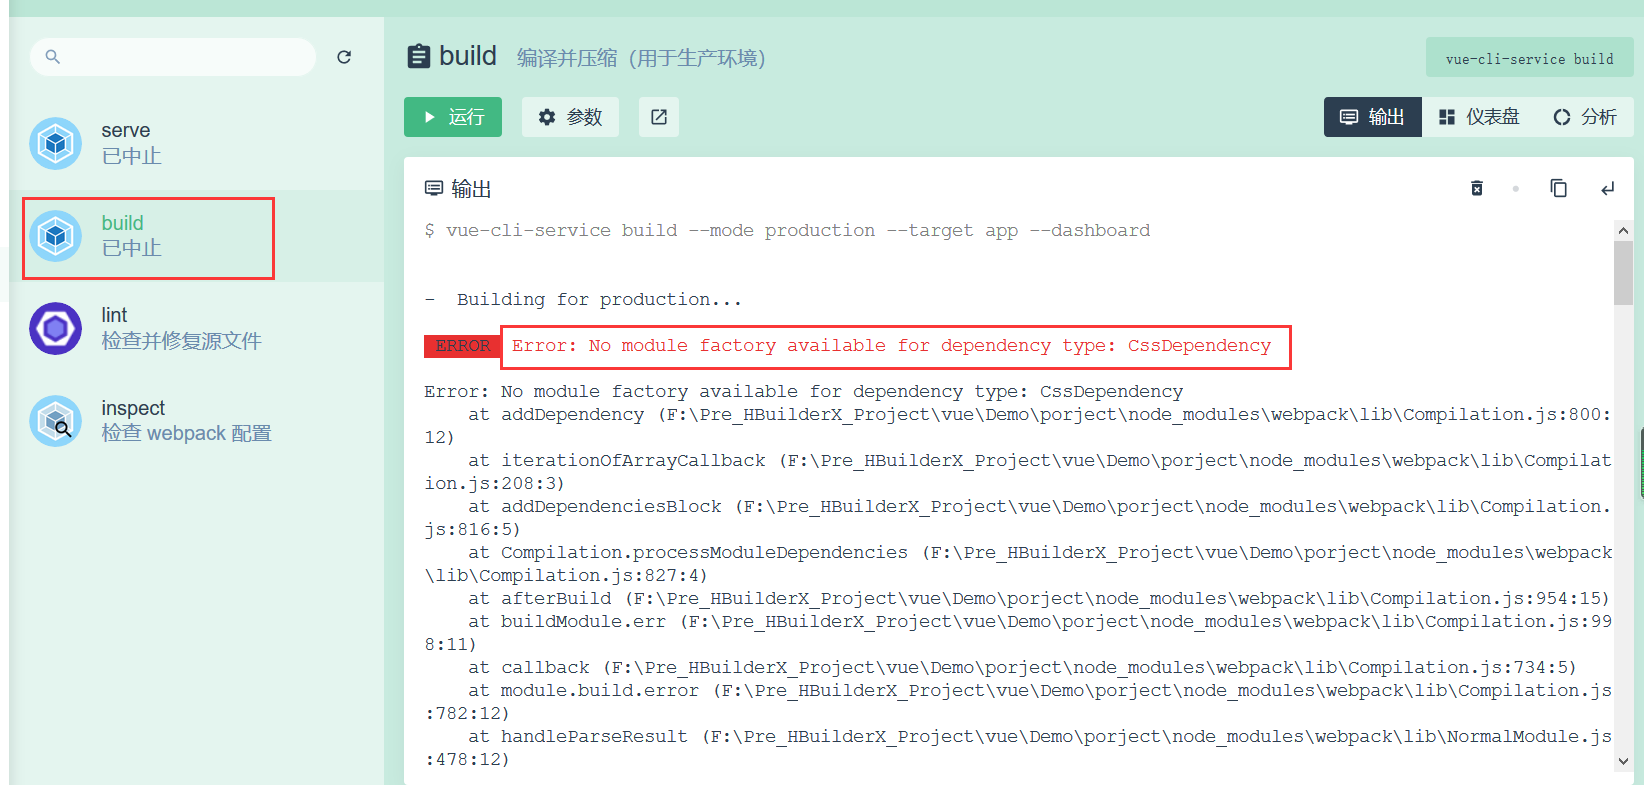 build 编译并压缩（用于生产环境）
vue-cli-service build
运行
参数
输出
仪表盘
分析
serve
已中止
build
已中止
lint
检查并修复源文件
inspect
检查 webpack 配置
输出
$ vue-cli-service build --mode production --target app --dashboard
-  Building for production...
ERROR  Error: No module factory available for dependency type: CssDependency
Error: No module factory available for dependency type: CssDependency
at addDependency (F:\Pre_HBuilderX_Project\vue\Demo\porject\node_modules\webpack\lib\Compilation.js:800:
12)
at iterationOfArrayCallback (F:\Pre_HBuilderX_Project\vue\Demo\porject\node_modules\webpack\lib\Compilat
ion.js:208:3)
at addDependenciesBlock (F:\Pre_HBuilderX_Project\vue\Demo\porject\node_modules\webpack\lib\Compilation.
js:816:5)
at Compilation.processModuleDependencies (F:\Pre_HBuilderX_Project\vue\Demo\porject\node_modules\webpack
\lib\Compilation.js:827:4)
at afterBuild (F:\Pre_HBuilderX_Project\vue\Demo\porject\node_modules\webpack\lib\Compilation.js:954:15)
at buildModule.err (F:\Pre_HBuilderX_Project\vue\Demo\porject\node_modules\webpack\lib\Compilation.js:99
8:11)
at callback (F:\Pre_HBuilderX_Project\vue\Demo\porject\node_modules\webpack\lib\Compilation.js:734:5)
at module.build.error (F:\Pre_HBuilderX_Project\vue\Demo\porject\node_modules\webpack\lib\Compilation.js
:782:12)
at handleParseResult (F:\Pre_HBuilderX_Project\vue\Demo\porject\node_modules\webpack\lib\NormalModule.js
:478:12)